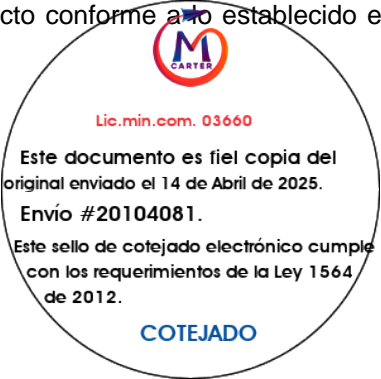 cto conforme a lo establecido e
M
CARTER
Lic.min.com. 03660
Este documento es fiel copia del
original enviado el 14 de Abril de 2025.
Envío #20104081.
Este sello de cotejado electrónico cumple
con los requerimientos de la Ley 1564
de 2012.
COTEJADO